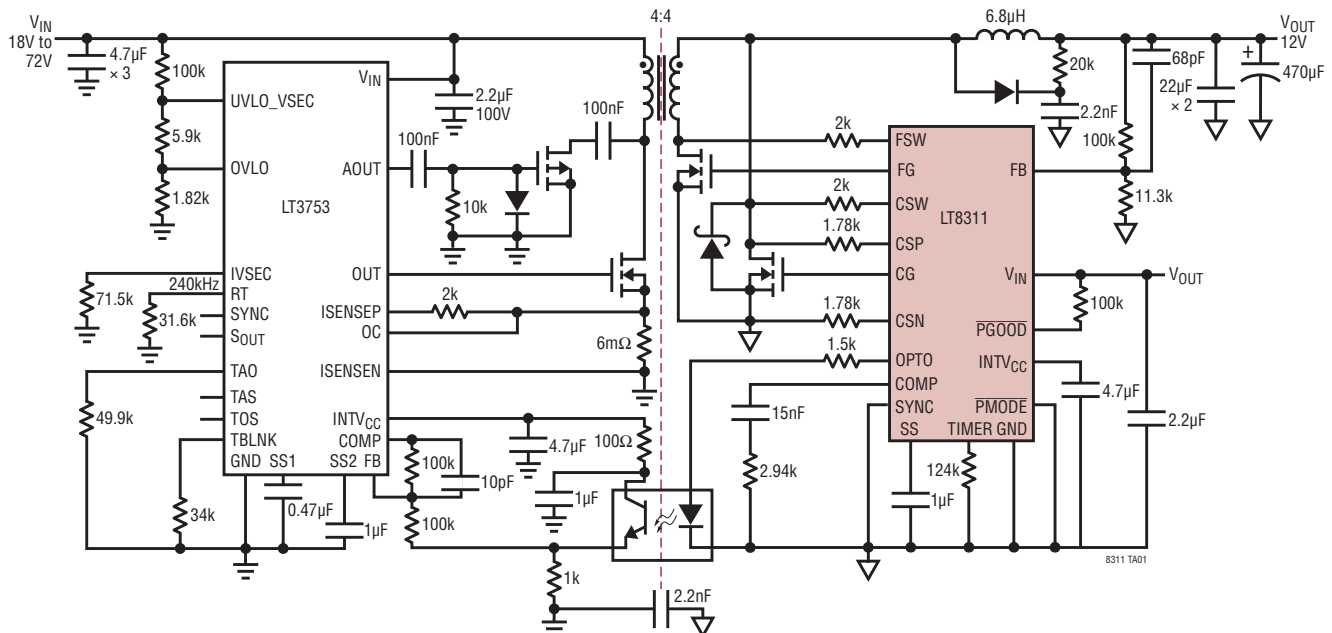 VIN
18V to
72V
4.7µF
× 3
100k
5.9k
1.82k
UVLO_VSEC
OVLO
LT3753
VIN
AOUT
2.2µF
100V
100nF
100nF
10k
4:4
6.8µH
VOUT
12V
20k
2.2nF
68pF
22µF
× 2
+
470µF
100k
11.3k
2k
2k
1.78k
1.78k
1.5k
FSW
FG
CSW
CSP
CG
CSN
OPTO
COMP
SYNC
SS
TIMER
GND
LT8311
FB
VIN
PGOOD
INTVCC
PMODE
VOUT
100k
4.7µF
2.2µF
IVSEC
240kHz
RT
SYNC
SOUT
TAO
TAS
TOS
TBLNK
GND
SS1
SS2
FB
OUT
ISENSEP
OC
ISENSEN
INTVCC
COMP
71.5k
31.6k
49.9k
34k
0.47µF
1µF
2k
6mΩ
4.7µF
100Ω
100k
10pF
100k
1µF
1k
2.2nF
15nF
2.94k
1µF
124k
8311 TA01